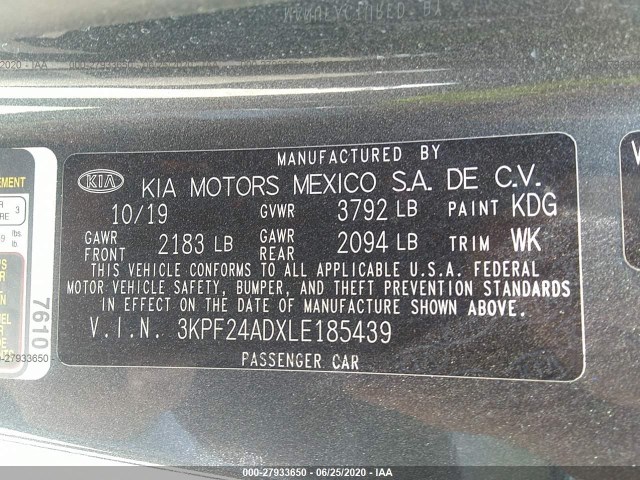 MANUFACTURED BY
KIA KIA MOTORS MEXICO S.A. DE C.V.
10/19 GVWR 3792 LB PAINT KDG
GAWR FRONT 2183 LB GAWR REAR 2094 LB TRIM WK
THIS VEHICLE CONFORMS TO ALL APPLICABLE U.S.A. FEDERAL
MOTOR VEHICLE SAFETY, BUMPER, AND THEFT PREVENTION STANDARDS
IN EFFECT ON THE DATE OF MANUFACTURE SHOWN ABOVE.
V.I.N. 3KPF24ADXLE185439
PASSENGER CAR
7610
000-27933650 / 06/25/2020 - IAA